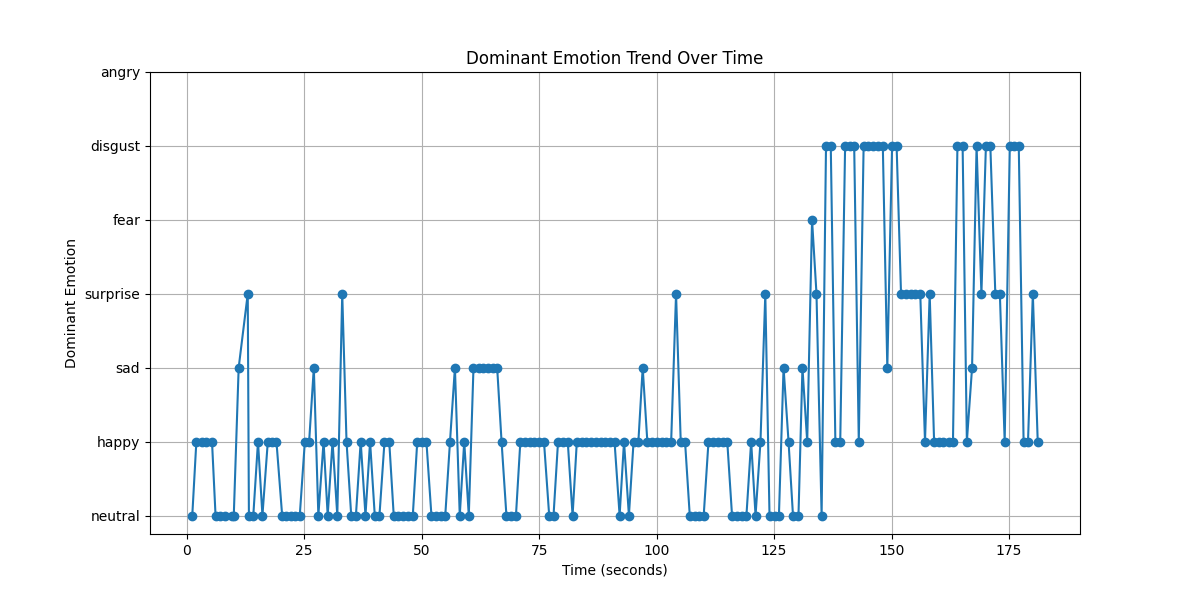 Dominant Emotion Trend Over Time
angry
disgust
fear
surprise
sad
happy
neutral
Dominant Emotion
0 25 50 75 100 125 150 175
Time (seconds)